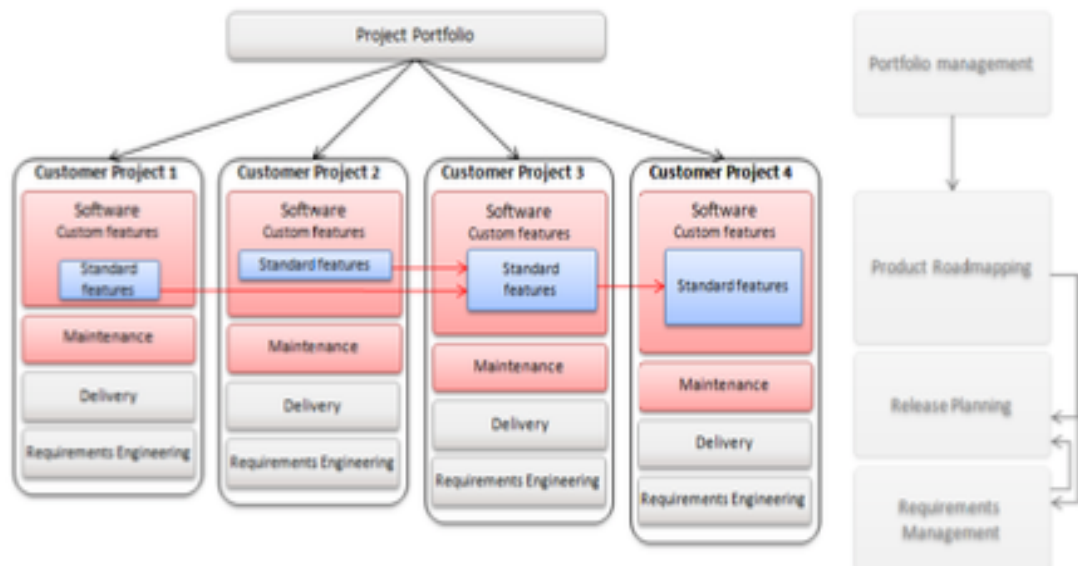 Project Portfolio
Portfolio management
Customer Project 1
Software
Custom features
Standard
features
Maintenance
Delivery
Requirements Engineering
Customer Project 2
Software
Custom features
Standard features
Maintenance
Delivery
Requirements Engineering
Customer Project 3
Software
Custom features
Standard
features
Maintenance
Delivery
Requirements Engineering
Customer Project 4
Software
Custom features
Standard features
Maintenance
Delivery
Requirements Engineering
Product Roadmapping
Release Planning
Requirements
Management